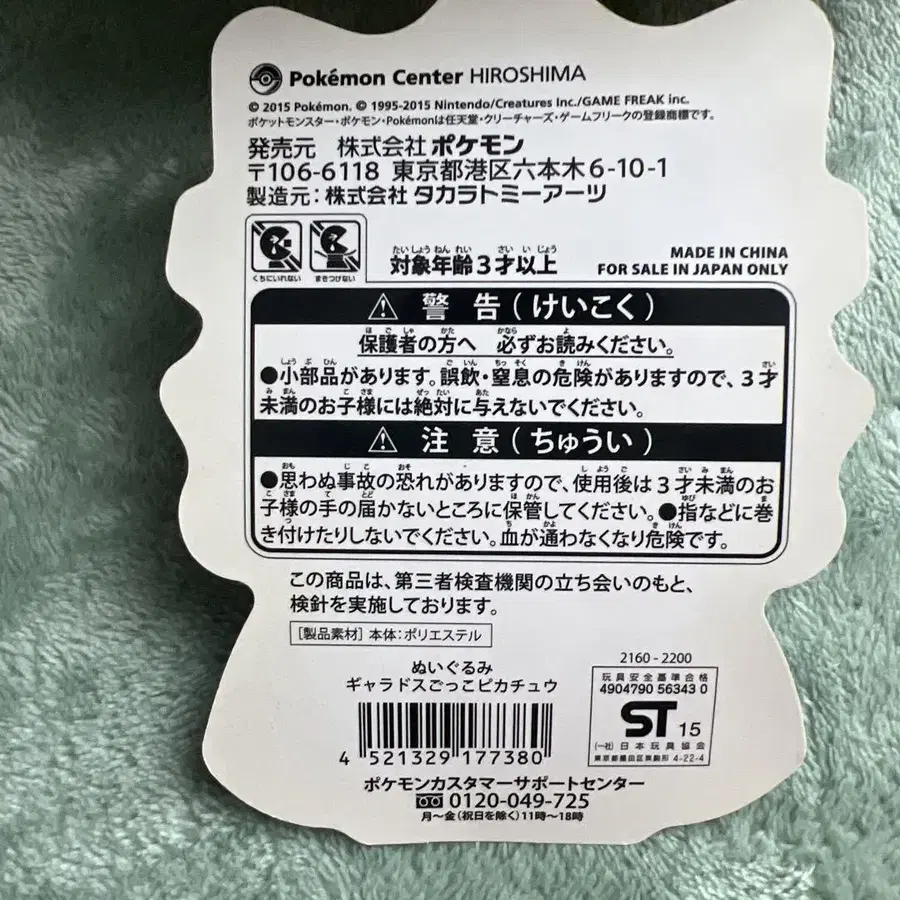 Pokémon Center HIROSHIMA
© 2015 Pokémon. © 1995-2015 Nintendo/Creatures Inc./GAME FREAK inc.
ポケットモンスター・ポケモン・Pokémonは任天堂・クリーチャーズ・ゲームフリークの登録商標です。
発売元 株式会社 ポケモン
〒106-6118 東京都港区六本木6-10-1
製造元：株式会社 タカラトミーアーツ
くちにいれない まきつけない
対象年齢3才以上
MADE IN CHINA
FOR SALE IN JAPAN ONLY
警告（けいこく）
保護者の方へ 必ずお読みください。
●小部品があります。誤飲・窒息の危険がありますので、3才
未満のお子様には絶対に与えないでください。
注意（ちゅうい）
●思わぬ事故の恐れがありますので、使用後は3才未満のお
子様の手の届かないところに保管してください。●指などに巻
き付けたりしないでください。血が通わなくなり危険です。
この商品は、第三者検査機関の立ち会いのもと、
検針を実施しております。
［製品素材］本体：ポリエステル
ぬいぐるみ
ギャラドスごっこピカチュウ
4 521329 177380
2160-2200
玩具安全基準合格
4904790 56343 0
ST 15
(一社)日本玩具協会
東京都墨田区東駒形 4-22-4
ポケモンカスタマーサポートセンター
0120-049-725
月～金（祝日を除く）11時～18時